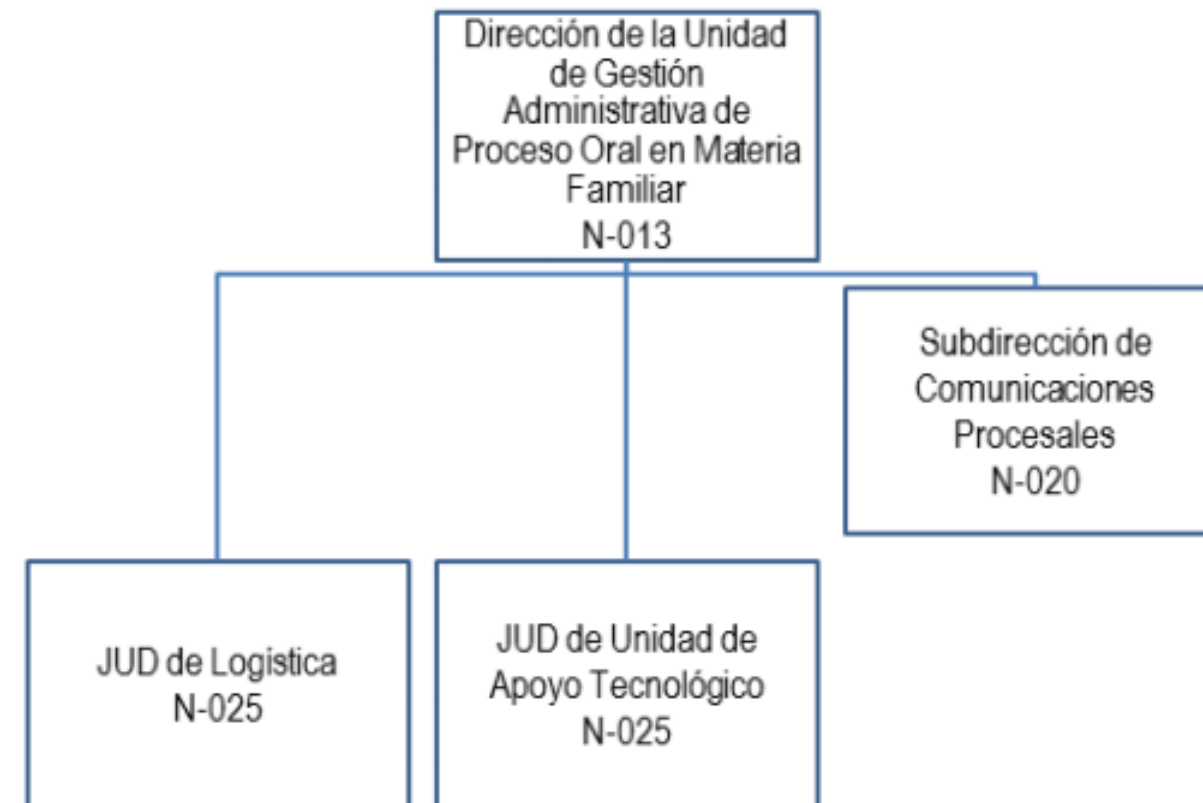 Dirección de la Unidad
de Gestión
Administrativa de
Proceso Oral en Materia
Familiar
N-013
Subdirección de
Comunicaciones
Procesales
N-020
JUD de Logística
N-025
JUD de Unidad de
Apoyo Tecnológico
N-025